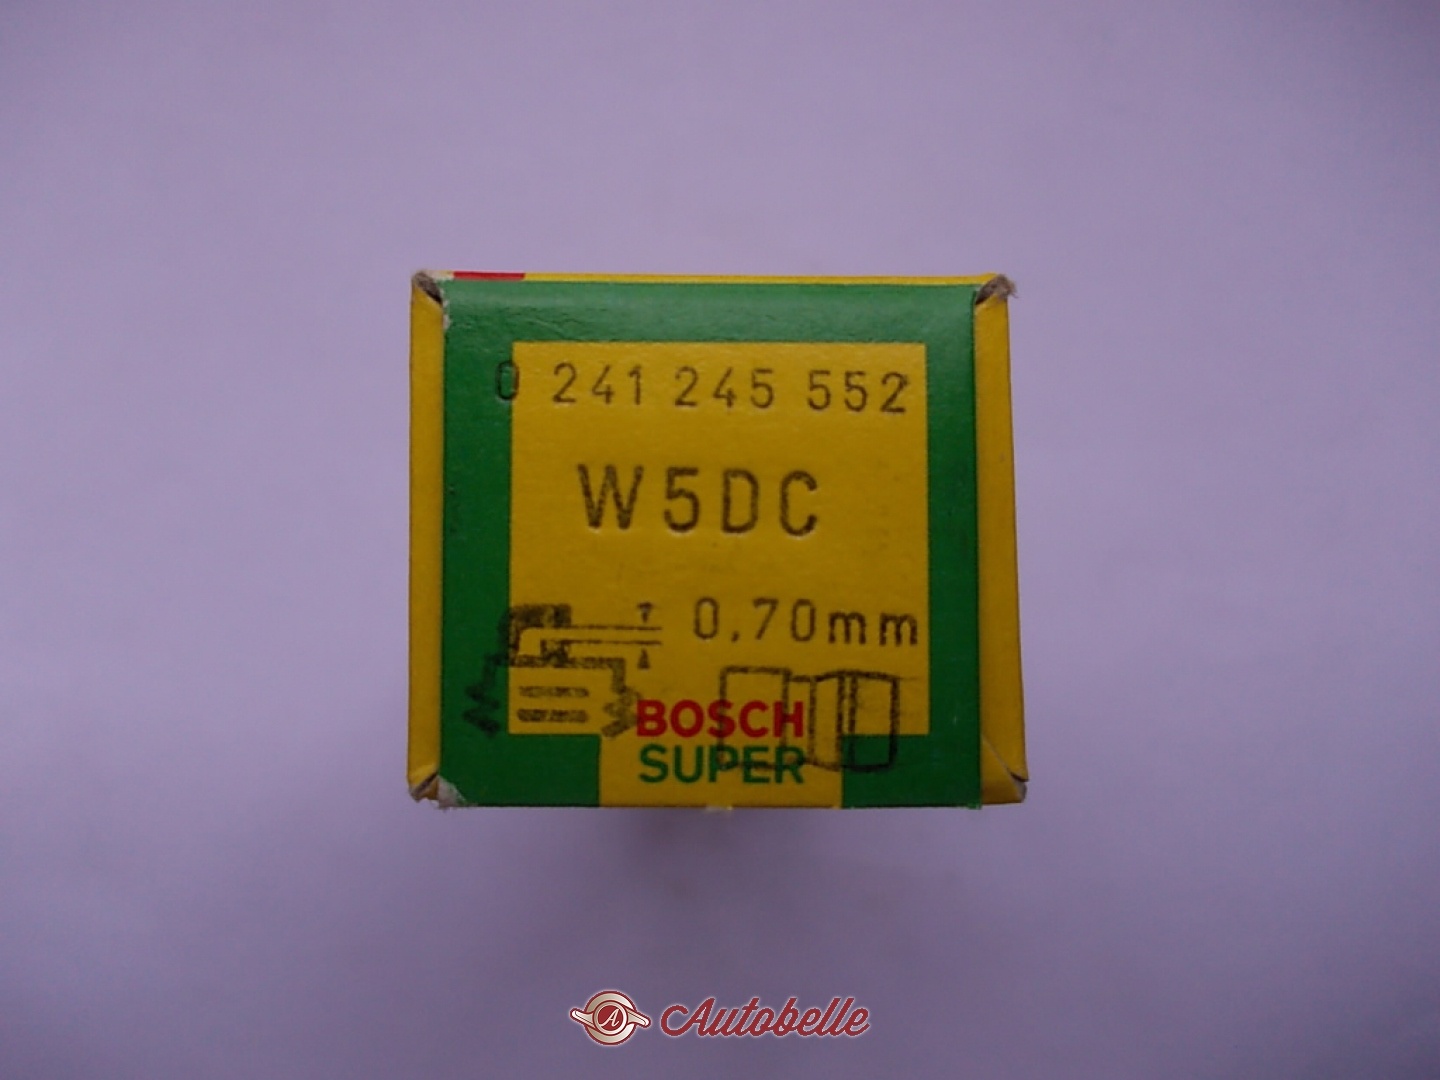 0 241 245 552
W5DC
0,70mm
BOSCH
SUPER
A Autobelle